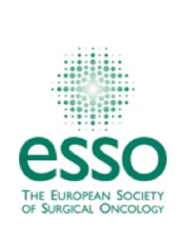 esso
THE EUROPEAN SOCIETY
OF SURGICAL ONCOLOGY